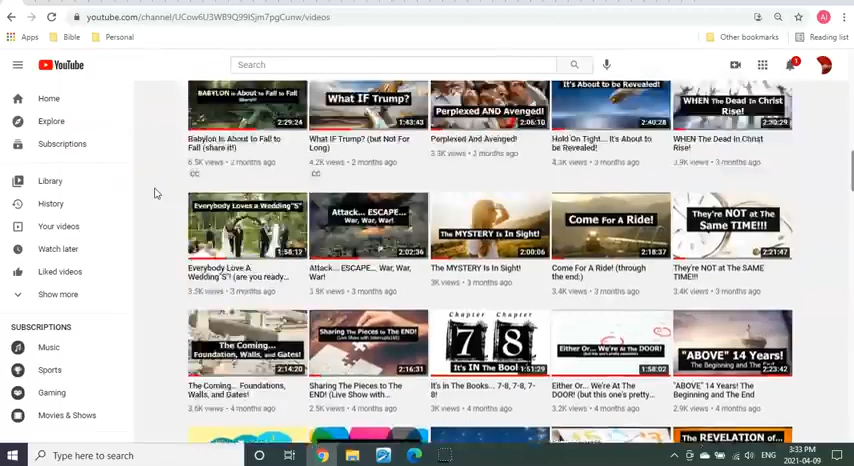 youtube.com/channel/UCow6U3WB9Q99ISjm7pgCunw/videos
AI
Apps
Bible
Personal
Other bookmarks
Reading list
YouTube
Search
1
Home
Explore
Subscriptions
Library
History
Your videos
Watch later
Liked videos
Show more
SUBSCRIPTIONS
Music
Sports
Gaming
Movies & Shows
BABYLON is About to Fall to Fall
2:29:24
What IF Trump?
1:43:43
Perplexed AND Avenged!
2:06:10
It's About to be Revealed!
2:40:28
WHEN The Dead In Christ
Rise!
2:30:29
Babylon Is About to Fall to
Fall (share it!)
6.5K views • 2 months ago
CC
What IF Trump? (but Not For
Long)
4.2K views • 2 months ago
CC
Perplexed And Avenged!
3.8K views • 2 months ago
Hold On Tight... It's About to
be Revealed!
4.3K views • 3 months ago
WHEN The Dead In Christ
Rise!
3.9K views • 3 months ago
Everybody Loves a Wedding"S"!
1:58:12
Attack... ESCAPE...
War, War, War!
2:02:36
The MYSTERY Is In Sight!
2:00:06
Come For A Ride!
2:18:37
They're NOT at The
Same TIME!!!
2:21:47
Everybody Love A
Wedding"S"! (are you ready...
3.5K views • 3 months ago
Attack... ESCAPE... War, War,
War!
3.8K views • 3 months ago
The MYSTERY Is In Sight!
3K views • 3 months ago
Come For A Ride! (through
the end;)
3.4K views • 3 months ago
They're NOT at The SAME
TIME!!!
3.4K views • 3 months ago
The Coming...
Foundation, Walls, and Gates!
2:14:20
Sharing The Pieces to The END!
(Live Show with Interrupts)
2:16:31
Chapter Chapter
7 8
It's IN The Book
1:51:29
Either Or... We're At The DOOR!
1:58:02
"ABOVE" 14 Years!
The Beginning and The End
2:23:42
The Coming... Foundations,
Walls, and Gates!
3.6K views • 4 months ago
Sharing The Pieces To The
END! (Live Show with...
2.5K views • 4 months ago
It's in The Books... 7-8, 7-8, 7-
8!
3K views • 4 months ago
Either Or... We're At The
DOOR! (but this one's pretty...
3.2K views • 4 months ago
"ABOVE" 14 Years! The
Beginning and The End
2.9K views • 4 months ago
The REVELATION of...
Type here to search
ENG
3:33 PM
2021-04-09